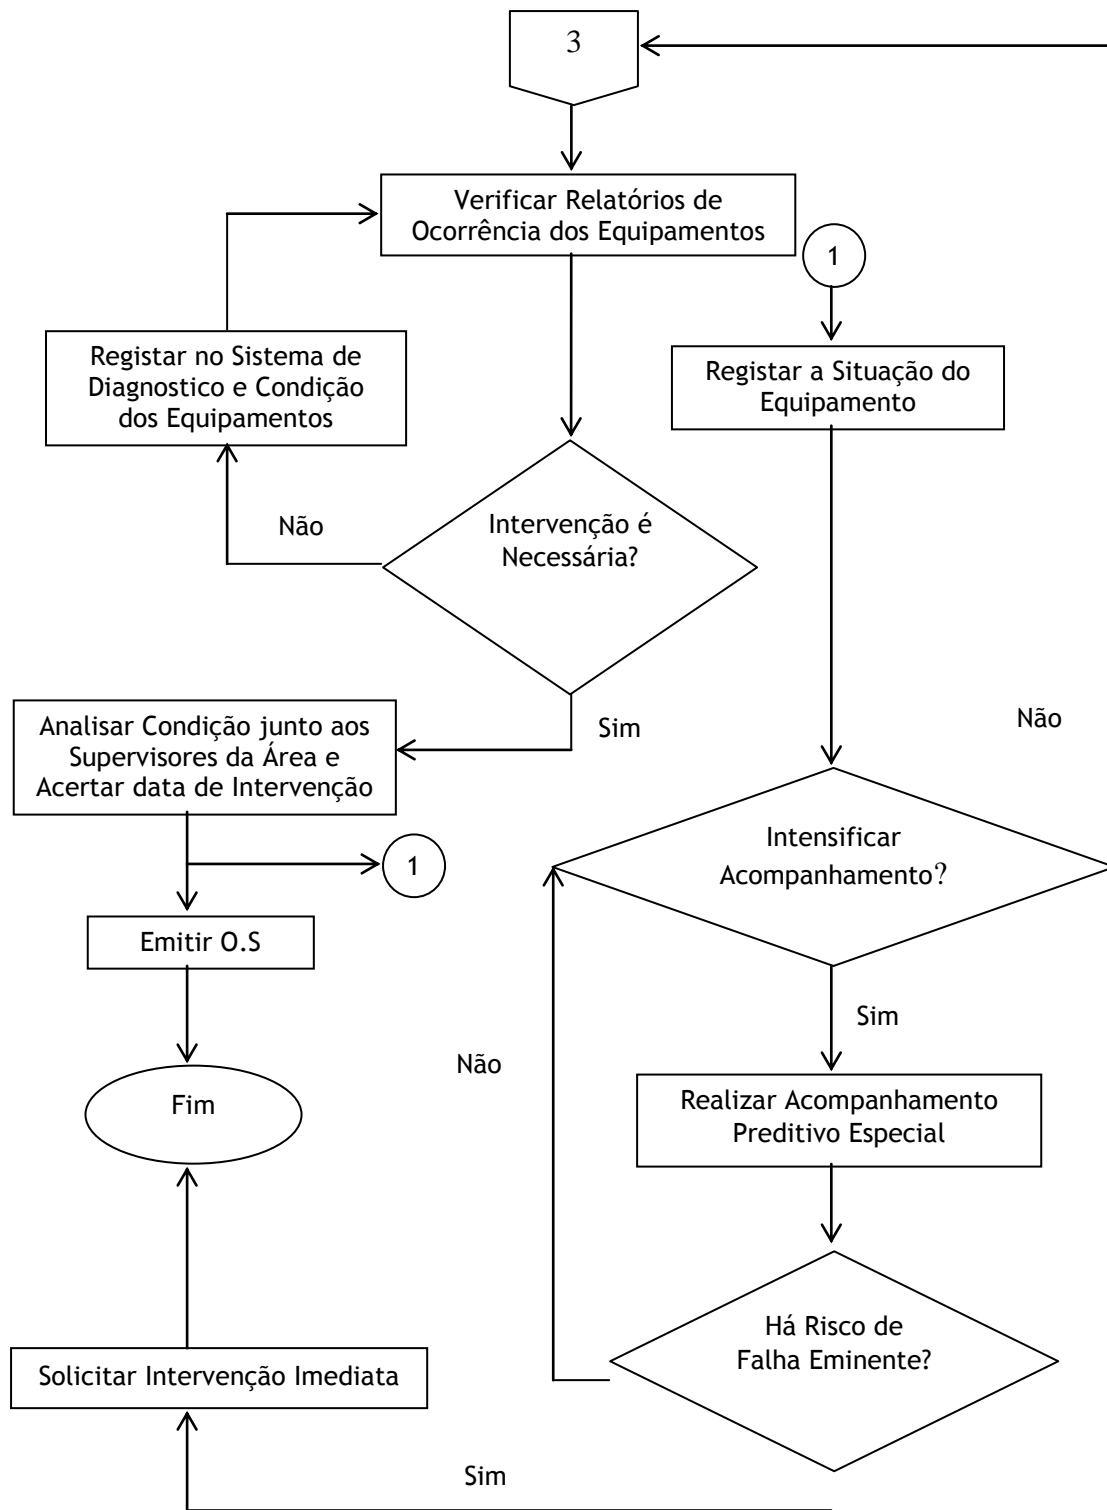 3
Verificar Relatórios de
Ocorrência dos Equipamentos
1
Registar no Sistema de
Diagnostico e Condição
dos Equipamentos
Registar a Situação do
Equipamento
Não
Intervenção é
Necessária?
Sim
Não
Analisar Condição junto aos
Supervisores da Área e
Acertar data de Intervenção
1
Intensificar
Acompanhamento?
Emitir O.S
Sim
Não
Fim
Realizar Acompanhamento
Preditivo Especial
Há Risco de
Falha Eminente?
Solicitar Intervenção Imediata
Sim